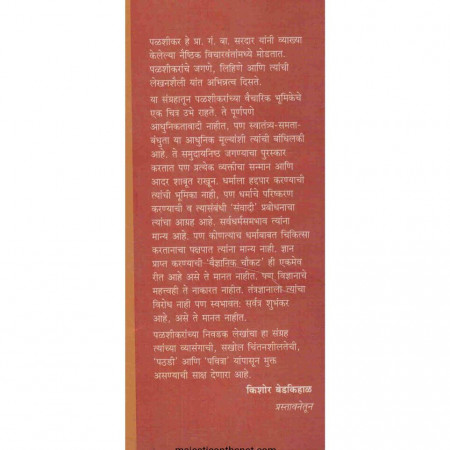 पळशीकर हे प्रा. गं. बा. सरदार यांनी व्याख्या
केलेल्या नैष्ठिक विचारवंतांमध्ये मोडतात.
पळशीकरांचे जगणे, लिहिणे आणि त्यांची
लेखनशैली यांत अभिन्नत्व दिसते.
या संग्रहातून पळशीकरांच्या वैचारिक भूमिकेचे
एक चित्र उभे राहते. ते पूर्णपणे
आधुनिकतावादी नाहीत, पण स्वातंत्र्य-समता-
बंधुता या आधुनिक मूल्यांशी त्यांची बांधिलकी
आहे. ते समुदायनिष्ठ जगण्याचा पुरस्कार
करतात पण प्रत्येक व्यक्तीचा सन्मान आणि
आदर शाबूत राखून. धर्माला हद्दपार करण्याची
त्यांची भूमिका नाही, पण धर्माचे परिष्करण
करण्याची व त्यासंबंधी 'संवादी' प्रबोधनाचा
त्यांचा आग्रह आहे. सर्वधर्मसमभाव त्यांना
मान्य आहे. पण कोणत्याच धर्माबाबत चिकित्सा
करतानाचा पक्षपात त्यांना मान्य नाही. ज्ञान
प्राप्त करण्याची 'वैज्ञानिक चौकट' ही एकमेव
रीत आहे असे ते मानत नाहीत. पण विज्ञानाचे
महत्त्वही ते नाकारत नाहीत. तंत्रज्ञानाला त्यांचा
विरोध नाही पण स्वभावतः सर्वत्र शुभंकर
आहे, असे ते मानत नाहीत.
पळशीकरांच्या निवडक लेखांचा हा संग्रह
त्यांच्या व्यासंगाची, सखोल चिंतनशीलतेची,
'पठडी' आणि 'पवित्रा' यांपासून मुक्त
असण्याची साक्ष देणारा आहे.
किशोर बेडकिहाळ
प्रस्तावनेतून